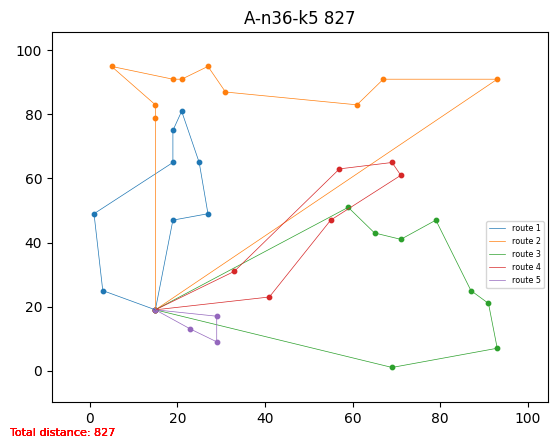 A-n36-k5 827
100
80
60
40
20
0
0 20 40 60 80 100
route 1
route 2
route 3
route 4
route 5
Total distance: 827